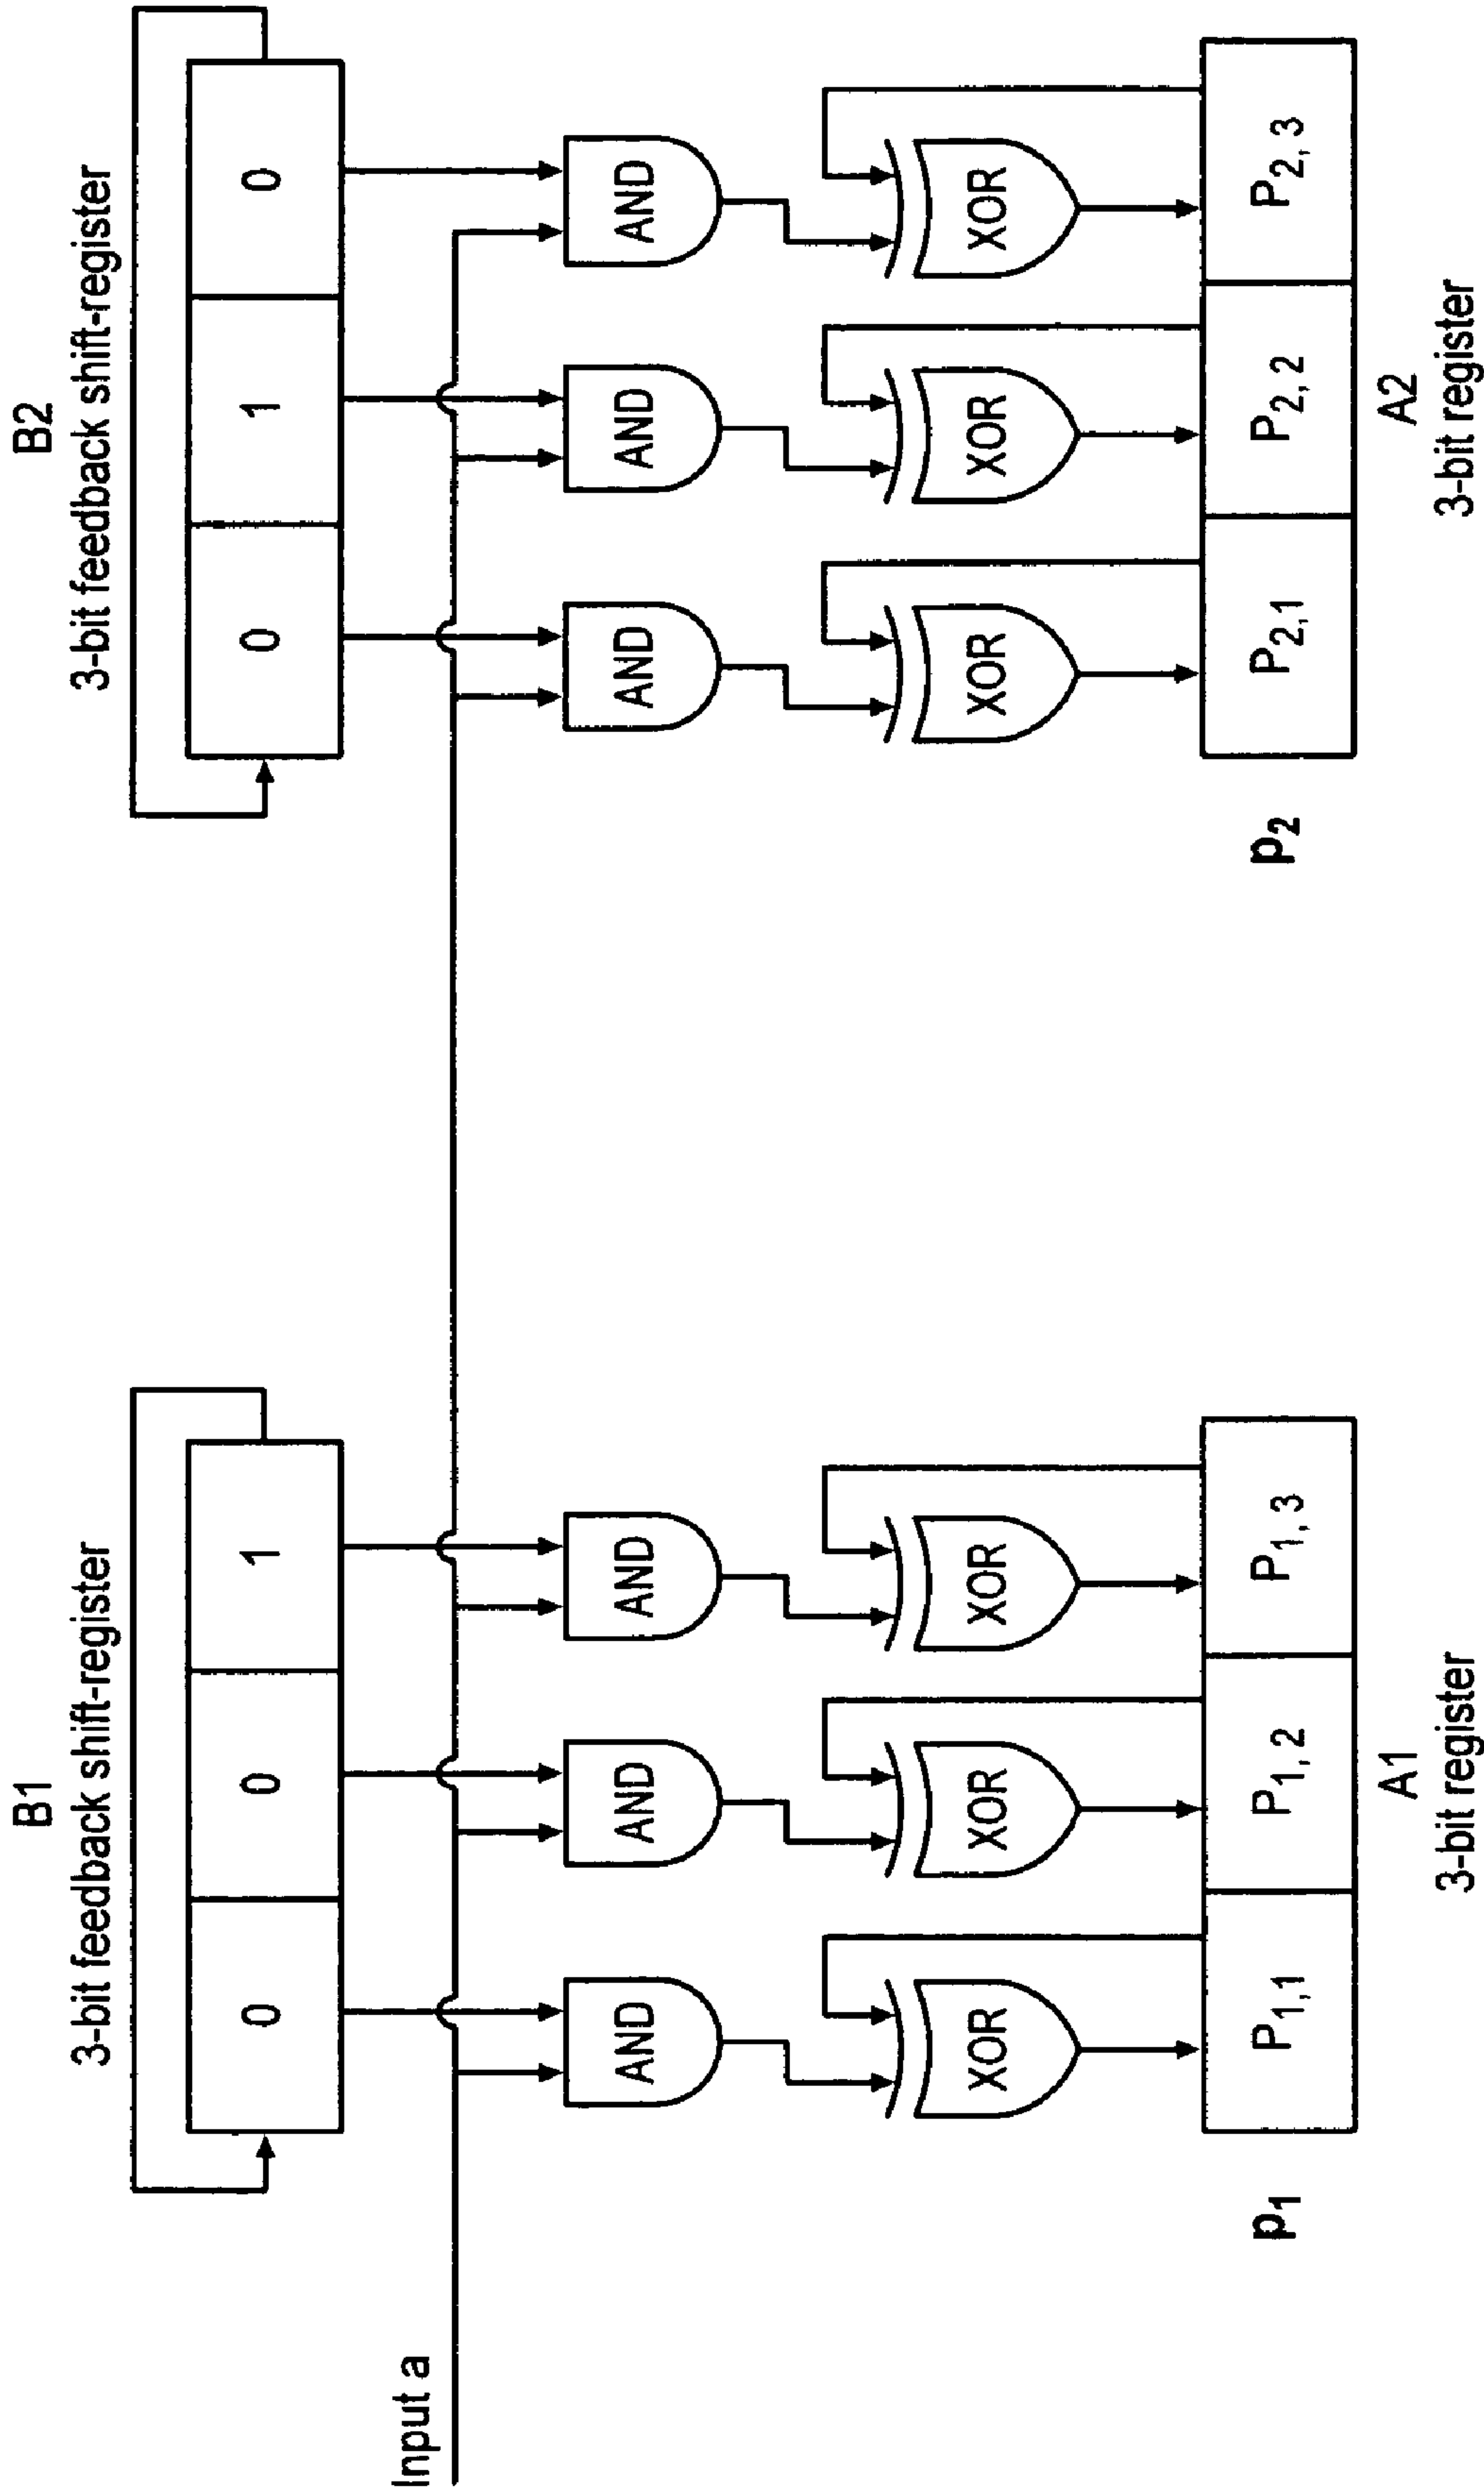 B1
3-bit feedback shift-register
0 0 1
B2
3-bit feedback shift-register
0 1 0
Input a
AND AND AND AND AND AND
XOR XOR XOR XOR XOR XOR
p1 P1,1 P1,2 P1,3
p2 P2,1 P2,2 P2,3
A1
3-bit register
A2
3-bit register